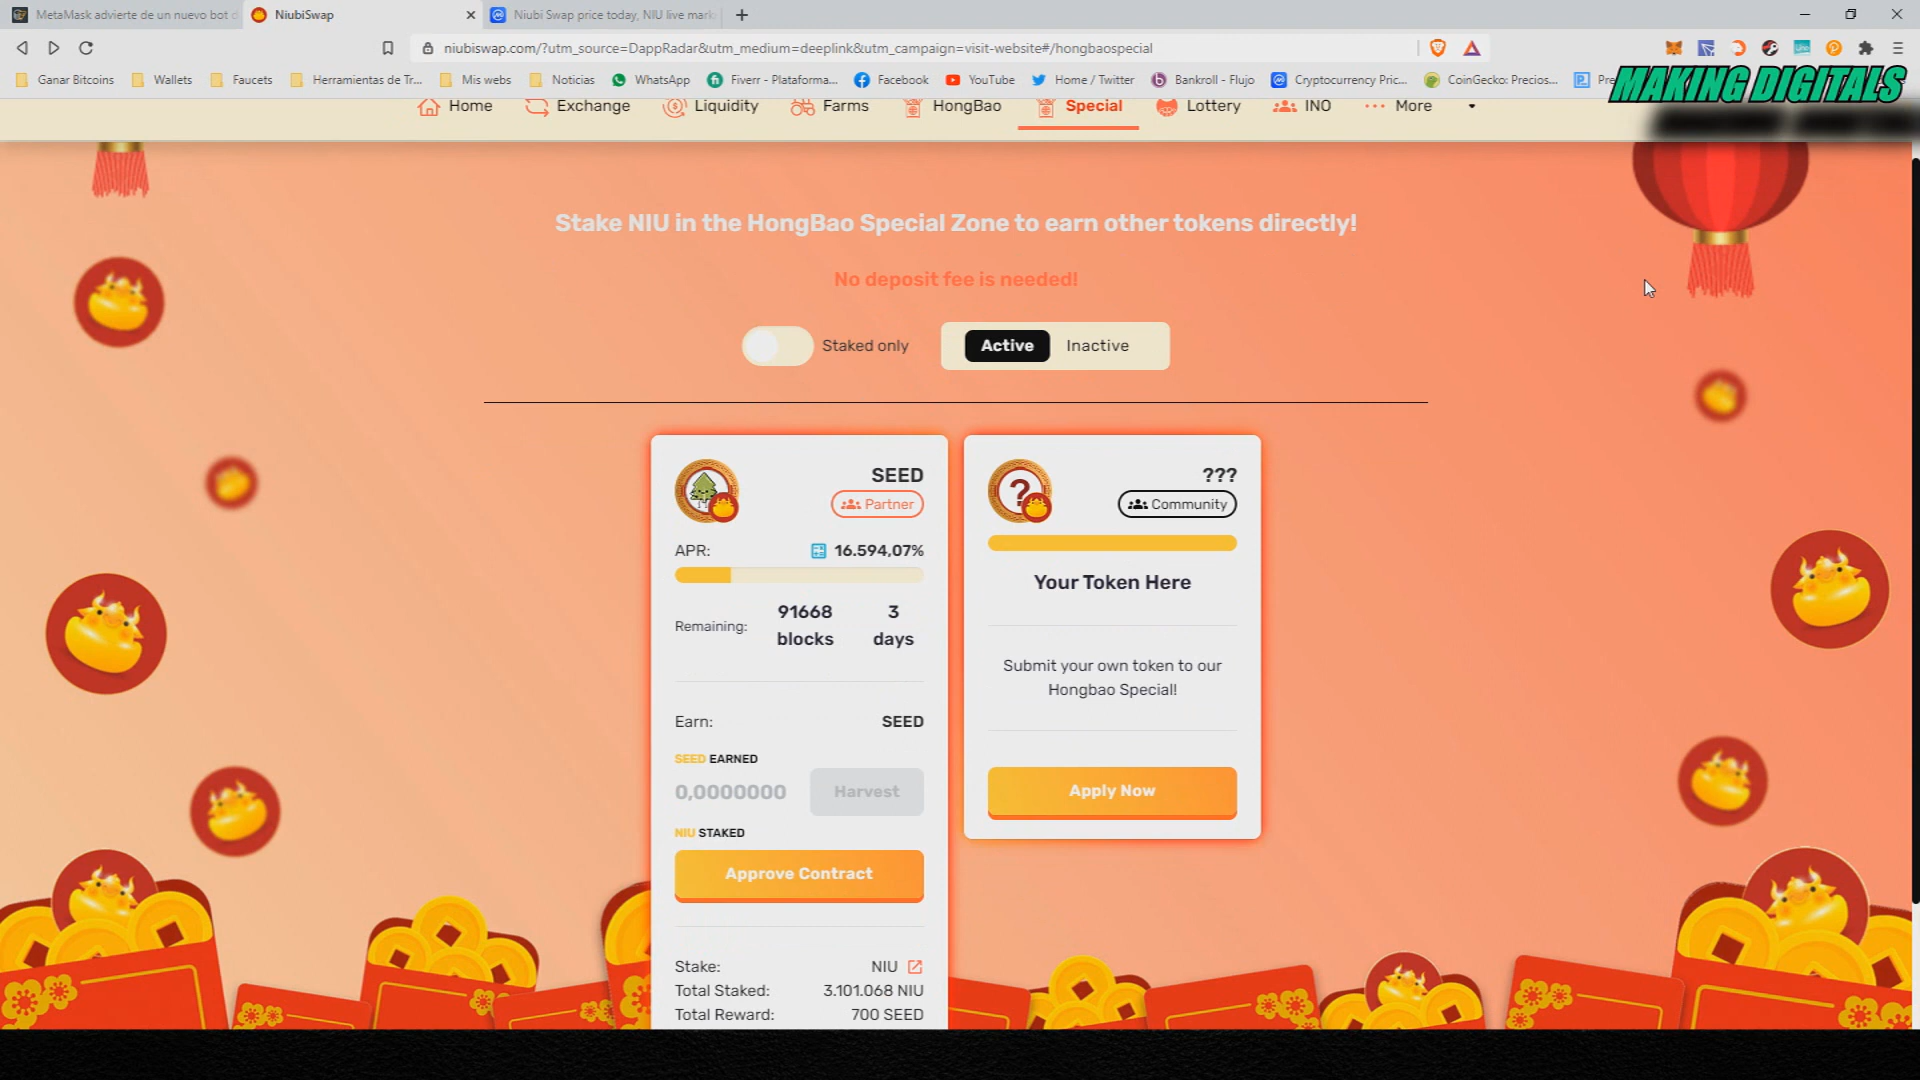 MetaMask advierte de un nuevo bot d
NiubiSwap
Niubi Swap price today, NIU live mark
niubiswap.com/?utm_source=DappRadar&utm_medium=deeplink&utm_campaign=visit-website#/hongbaospecial
Ganar Bitcoins
Wallets
Faucets
Herramientas de Tr...
Mis webs
Noticias
WhatsApp
Fiverr - Plataforma...
Facebook
YouTube
Home / Twitter
Bankroll - Flujo
Cryptocurrency Pric...
CoinGecko: Precios...
MAKING DIGITALS
Home
Exchange
Liquidity
Farms
HongBao
Special
Lottery
INO
More
Stake NIU in the HongBao Special Zone to earn other tokens directly!
No deposit fee is needed!
Staked only
Active
Inactive
SEED
Partner
APR:
16.594,07%
Remaining:
91668
blocks
3
days
Earn:
SEED
SEED EARNED
0,0000000
Harvest
NIU STAKED
Approve Contract
Stake:
NIU
Total Staked:
3.101.068 NIU
Total Reward:
700 SEED
???
Community
Your Token Here
Submit your own token to our
Hongbao Special!
Apply Now